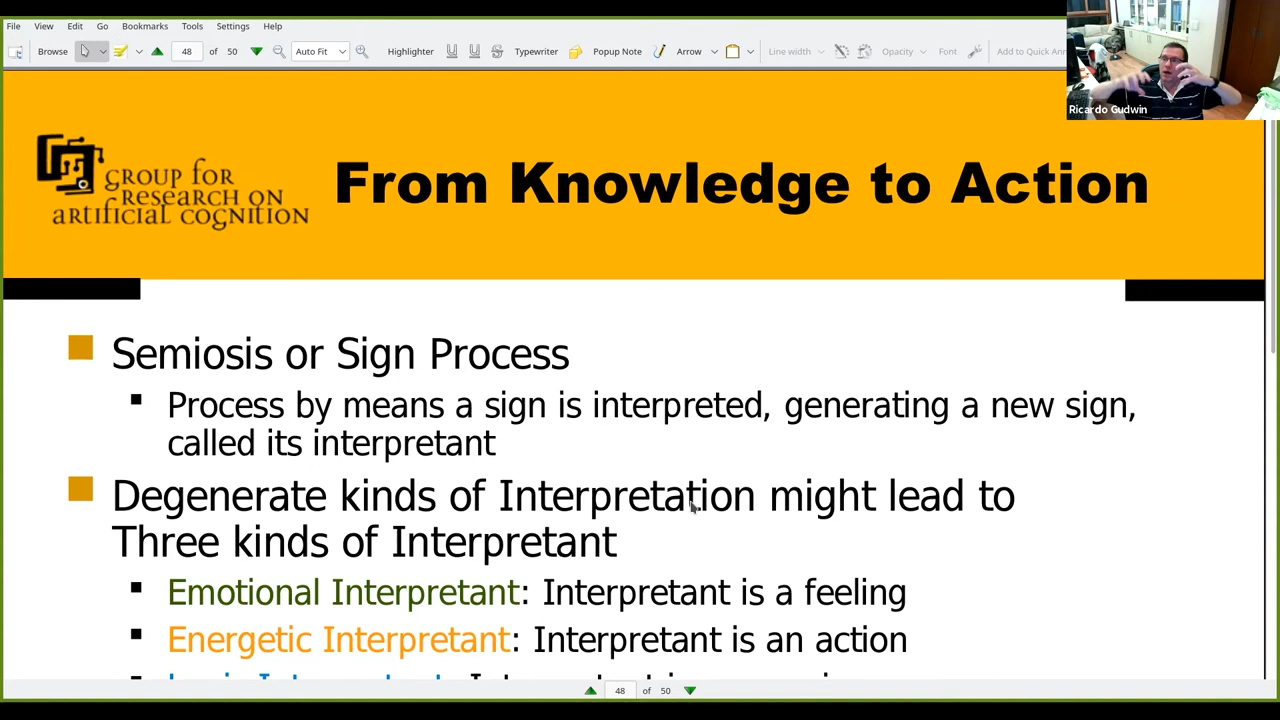 File View Edit Go Bookmarks Tools Settings Help
Browse 48 of 50 Auto Fit Highlighter Typewriter Popup Note Arrow Line width Opacity Font Add to Quick
Ricardo Gudwin
GROUP FOR
RESEARCH ON
ARTIFICIAL COGNITION
From Knowledge to Action
Semiosis or Sign Process
Process by means a sign is interpreted, generating a new sign,
called its interpretant
Degenerate kinds of Interpretation might lead to
Three kinds of Interpretant
Emotional Interpretant: Interpretant is a feeling
Energetic Interpretant: Interpretant is an action
48 of 50